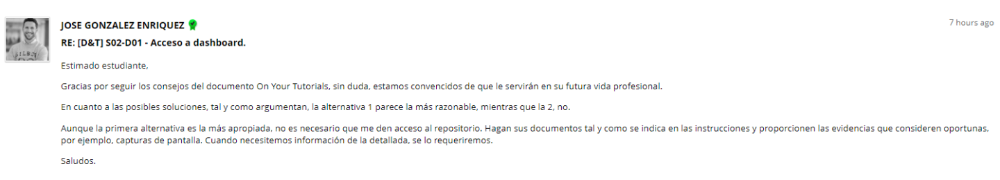 JOSE GONZALEZ ENRIQUEZ
7 hours ago
RE: [D&T] S02-D01 - Acceso a dashboard.
Estimado estudiante,
Gracias por seguir los consejos del documento On Your Tutorials, sin duda, estamos convencidos de que le servirán en su futura vida profesional.
En cuanto a las posibles soluciones, tal y como argumentan, la alternativa 1 parece la más razonable, mientras que la 2, no.
Aunque la primera alternativa es la más apropiada, no es necesario que me den acceso al repositorio. Hagan sus documentos tal y como se indica en las instrucciones y proporcionen las evidencias que consideren oportunas,
por ejemplo, capturas de pantalla. Cuando necesitemos información de la detallada, se lo requeriremos.
Saludos.